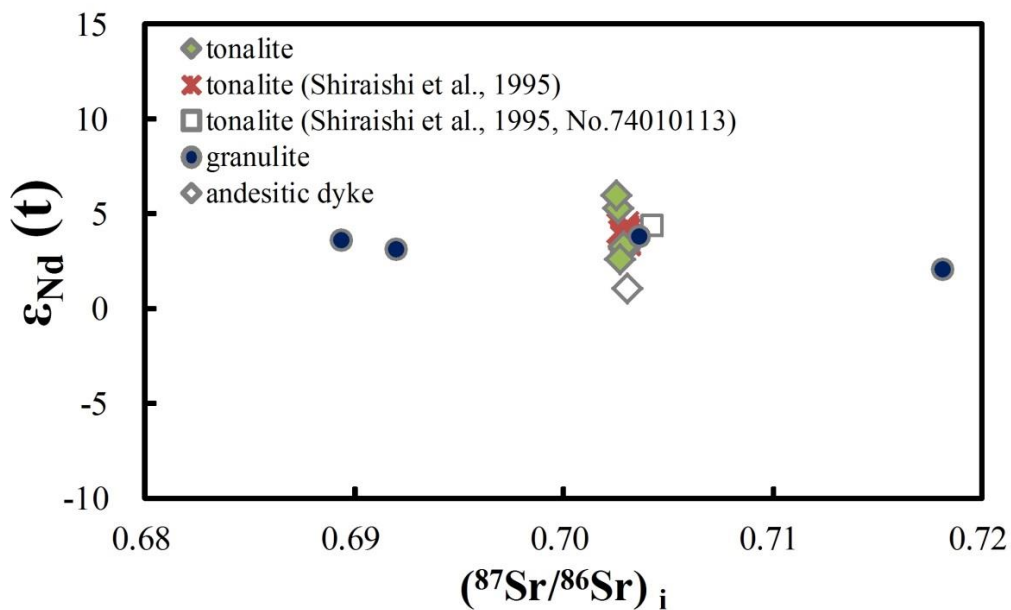 15
10
5
0
-5
-10
εNd (t)
tonalite
tonalite (Shiraishi et al., 1995)
tonalite (Shiraishi et al., 1995, No.74010113)
granulite
andesitic dyke
0.68 0.69 0.70 0.71 0.72
(⁸⁷Sr/⁸⁶Sr) i